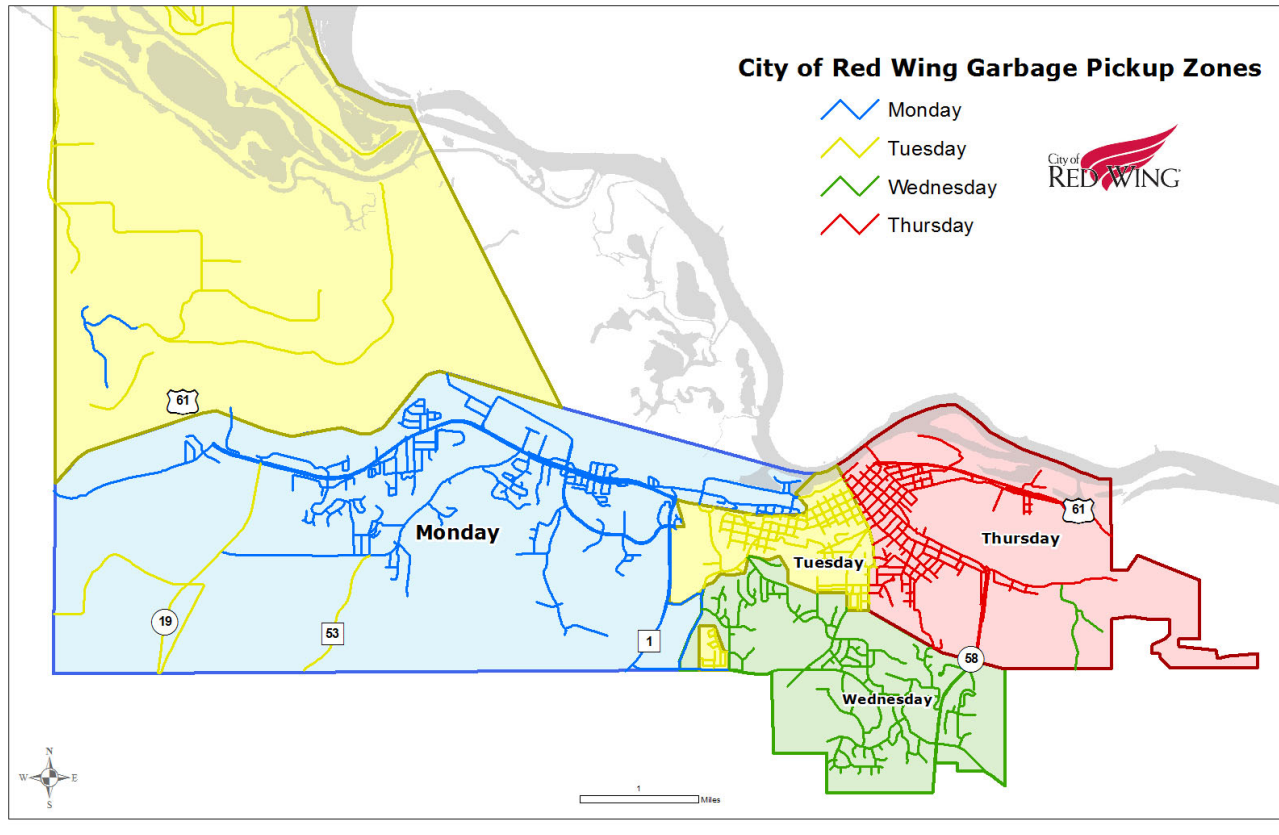 City of Red Wing Garbage Pickup Zones
Monday
Tuesday
Wednesday
Thursday
City of
RED WING
61
61
Monday
Thursday
Tuesday
19
53
1
58
Wednesday
N
W E
S
1
Miles